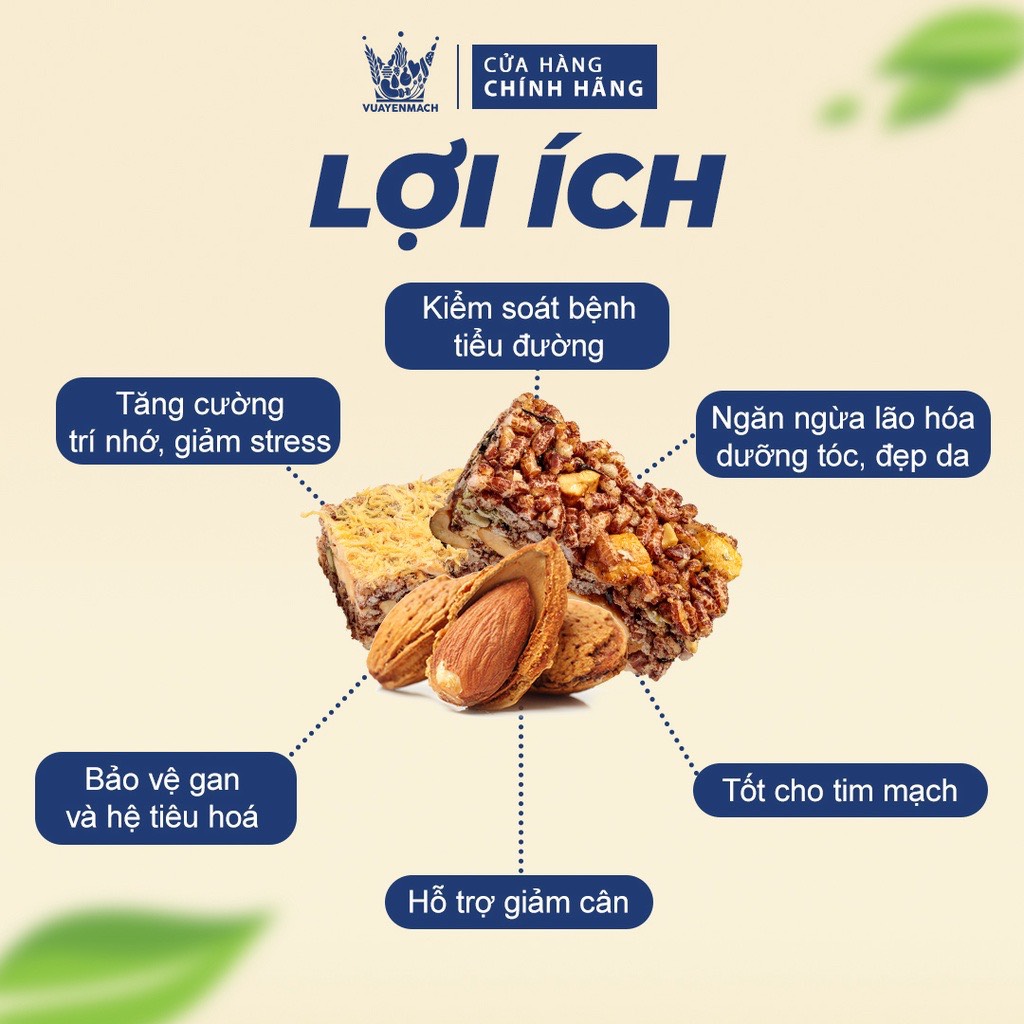 VUAYENMACH
CỬA HÀNG
CHÍNH HÃNG
LỢI ÍCH
Kiểm soát bệnh
tiểu đường
Tăng cường
trí nhớ, giảm stress
Ngăn ngừa lão hóa
dưỡng tóc, đẹp da
Bảo vệ gan
và hệ tiêu hoá
Tốt cho tim mạch
Hỗ trợ giảm cân